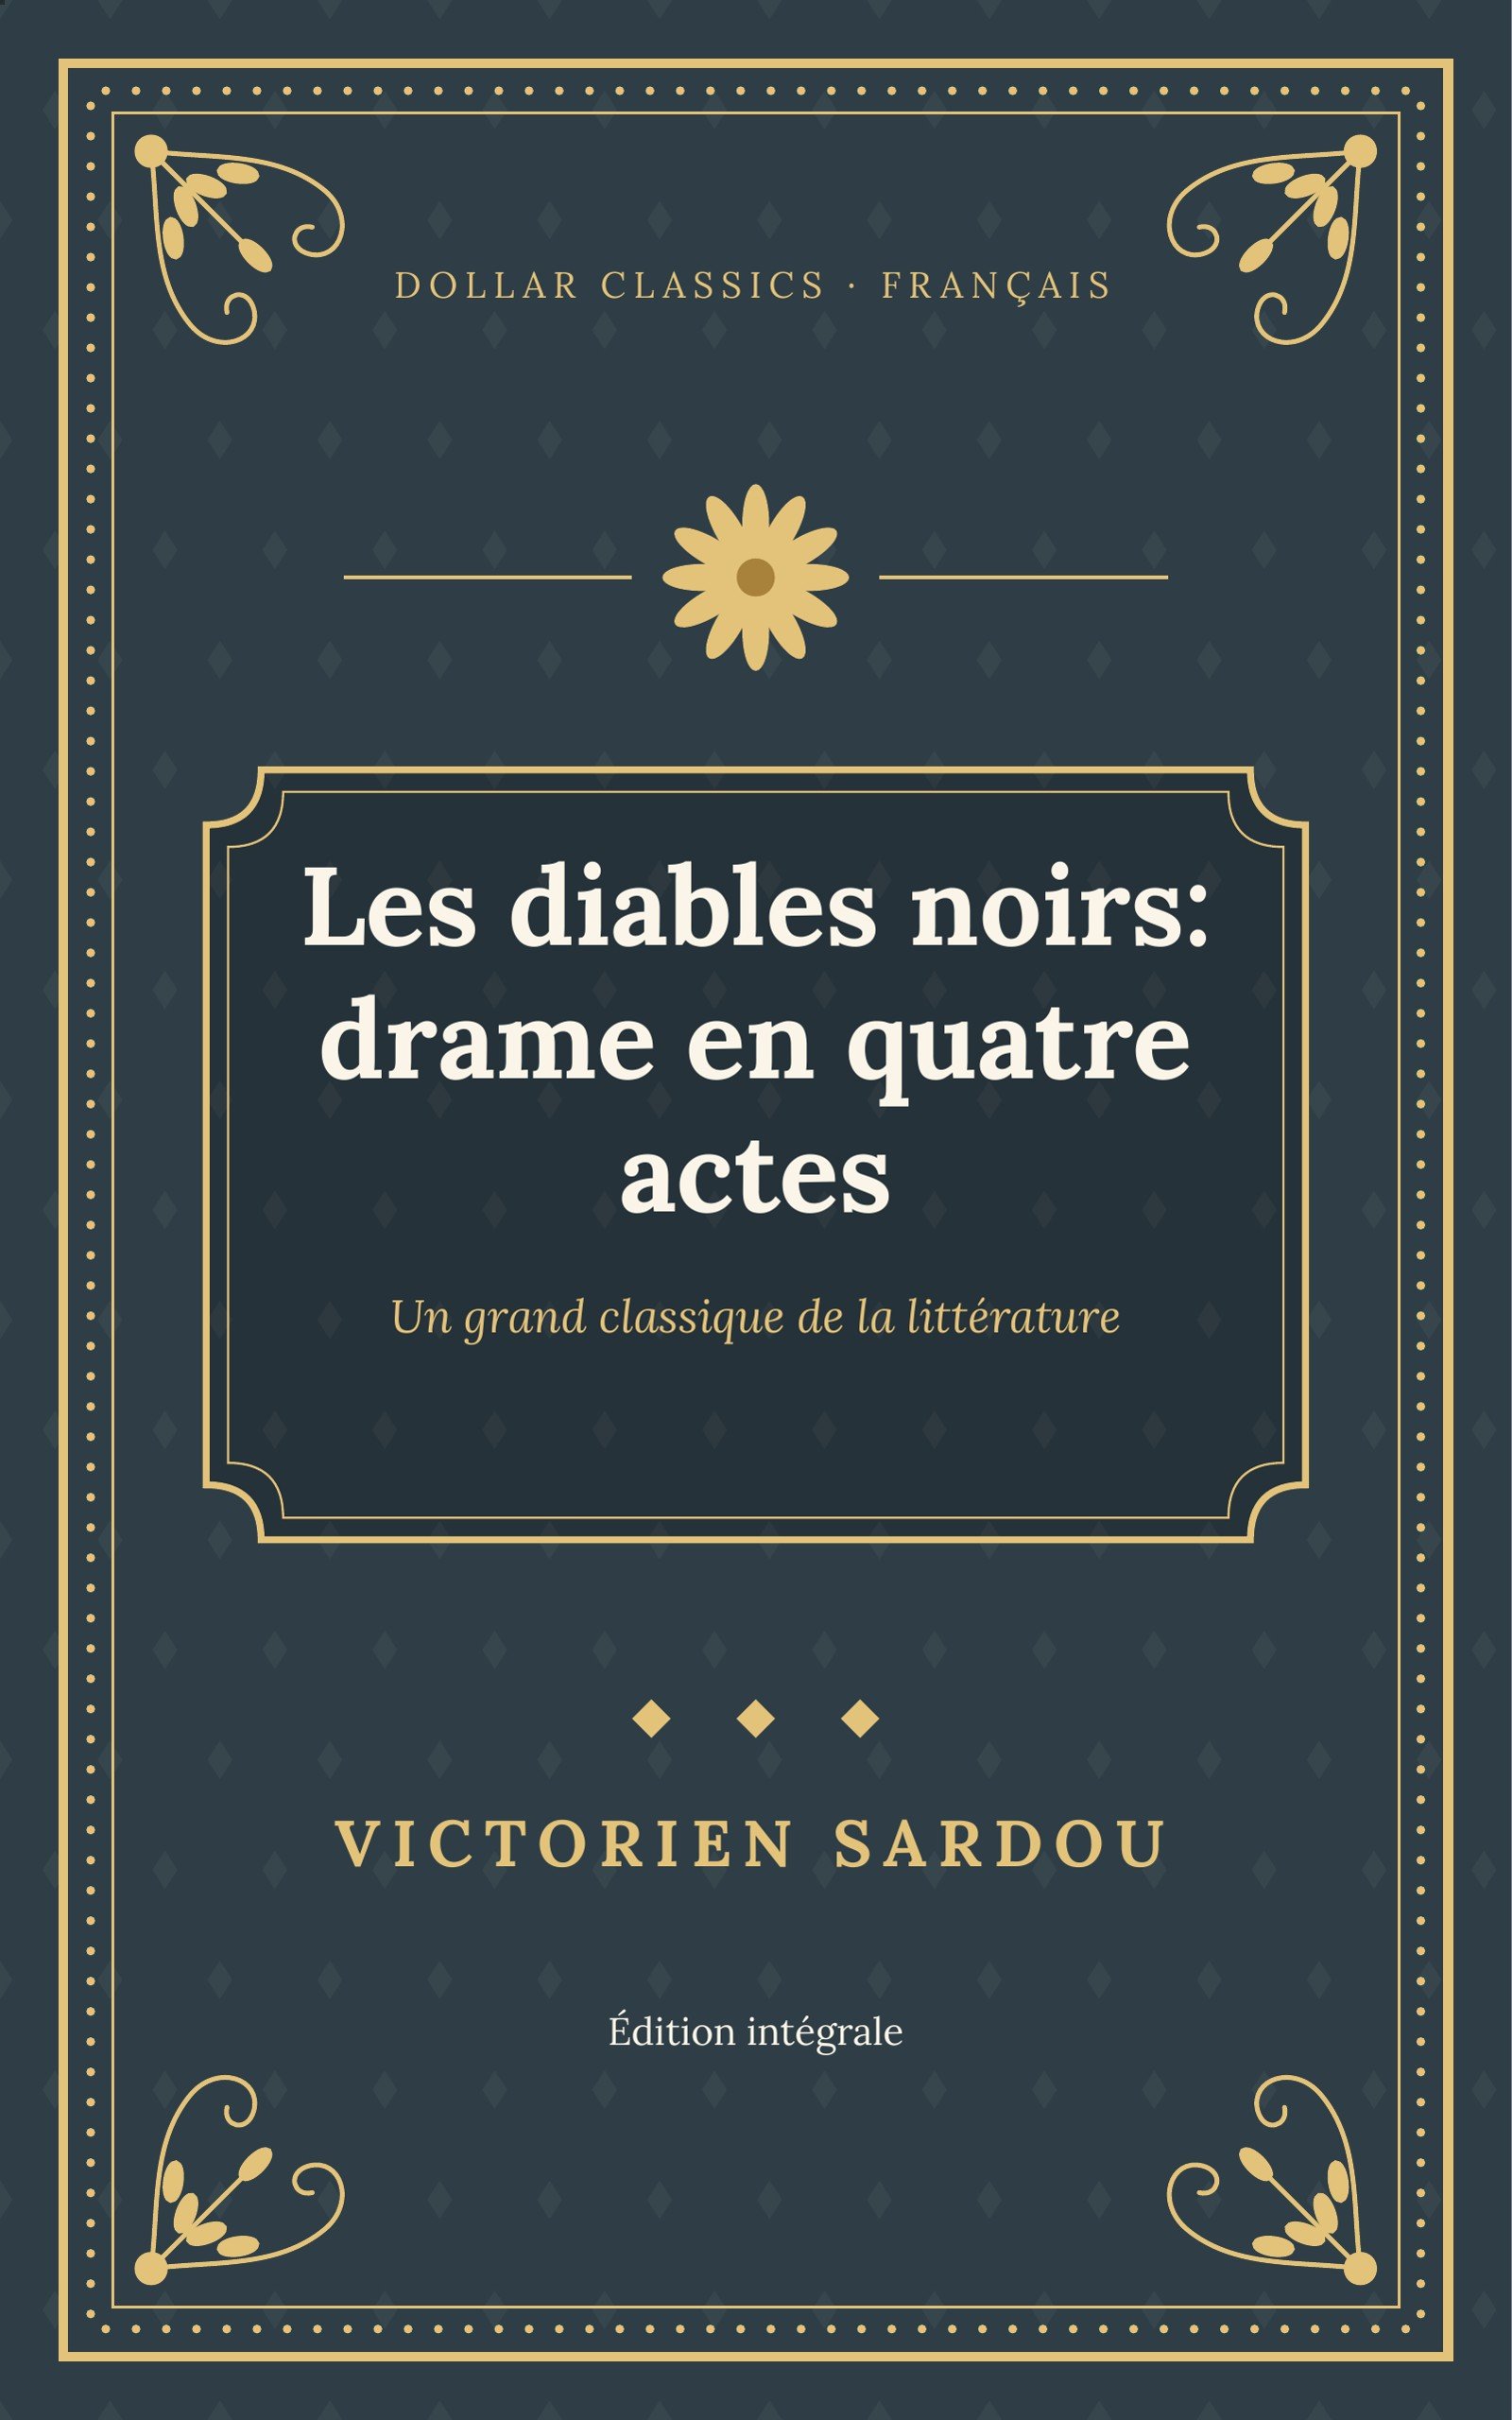 DOLLAR CLASSICS · FRANÇAIS
Les diables noirs:
drame en quatre
actes
Un grand classique de la littérature
VICTORIEN SARDOU
Édition intégrale